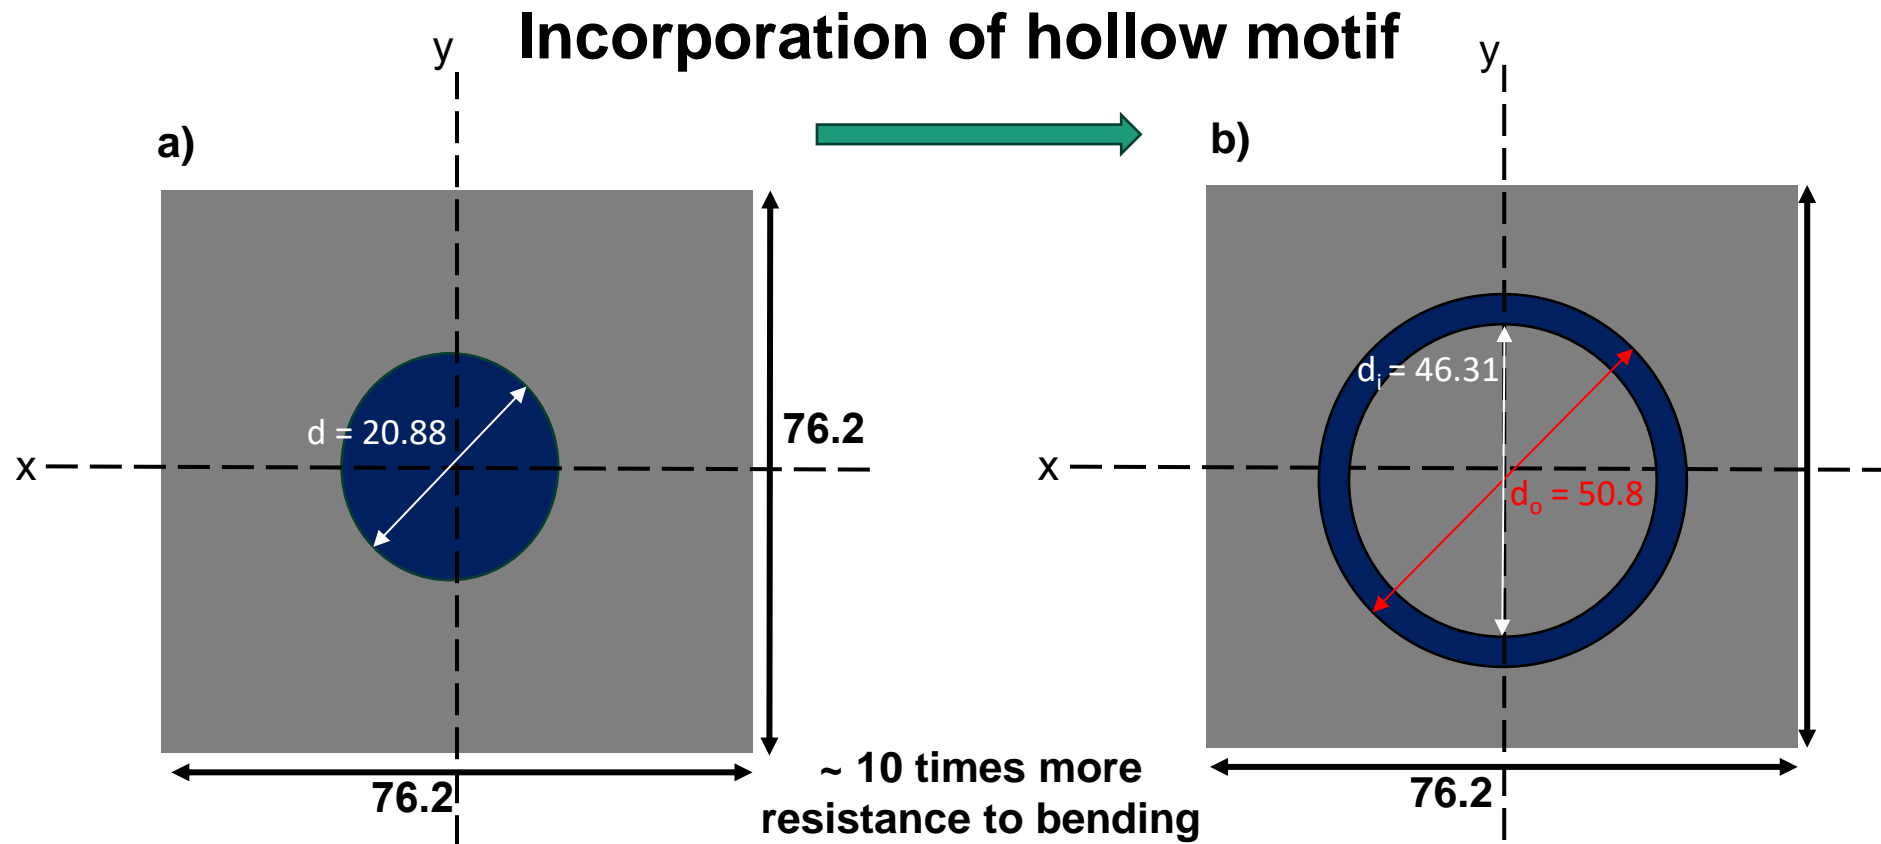 Incorporation of hollow motif
y
y
a)
b)
d = 20.88
76.2
dᵢ = 46.31
x
x
dₒ = 50.8
76.2
76.2
~ 10 times more
resistance to bending